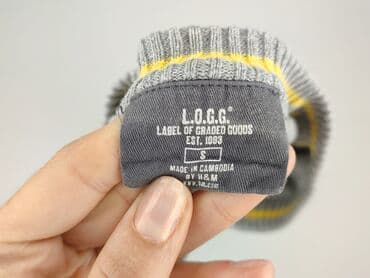 L.O.G.G.®
LABEL OF GRADED GOODS
EST. 1993
S
MADE IN CAMBODIA
BY H&M